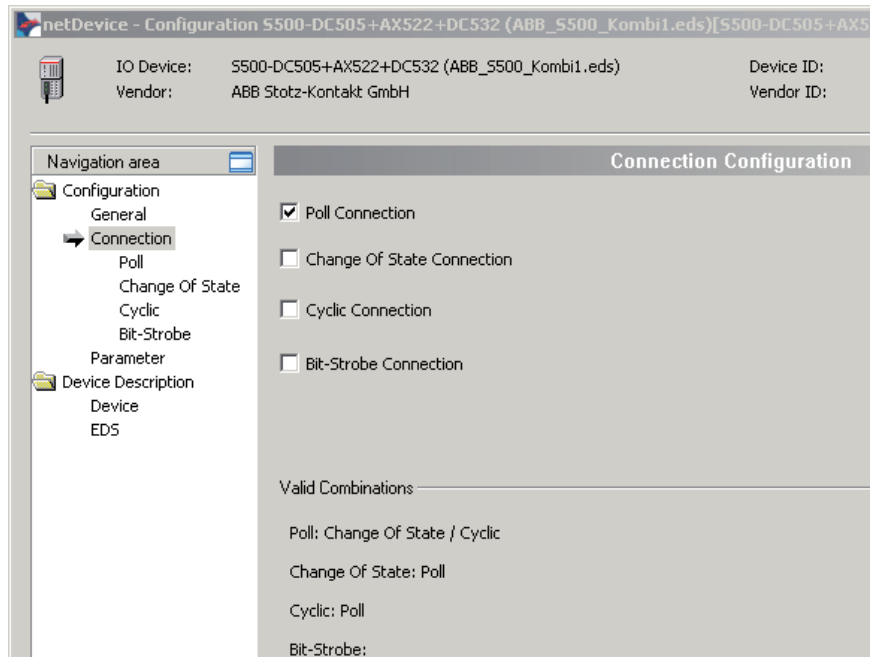 netDevice - Configuration S500-DC505+AX522+DC532 (ABB_S500_Kombi1.eds)[S500-DC505+AX5
IO Device: S500-DC505+AX522+DC532 (ABB_S500_Kombi1.eds) Device ID:
Vendor: ABB Stotz-Kontakt GmbH Vendor ID:
Navigation area
Configuration
General
Connection
Poll
Change Of State
Cyclic
Bit-Strobe
Parameter
Device Description
Device
EDS
Connection Configuration
Poll Connection
Change Of State Connection
Cyclic Connection
Bit-Strobe Connection
Valid Combinations
Poll: Change Of State / Cyclic
Change Of State: Poll
Cyclic: Poll
Bit-Strobe: